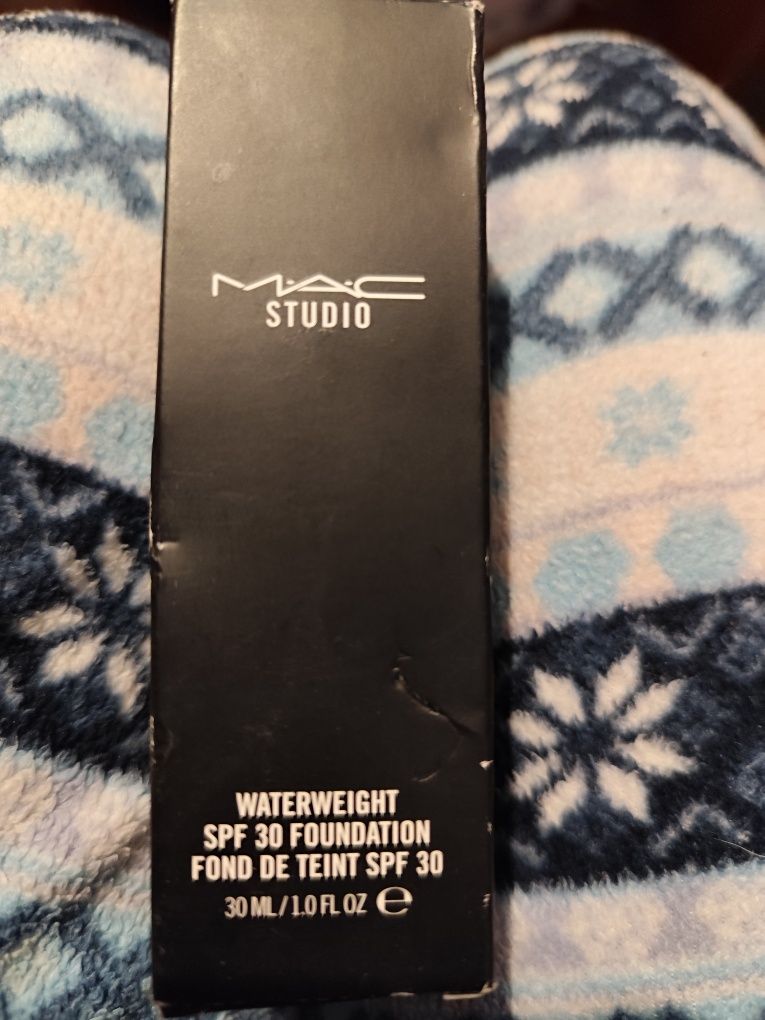 M·A·C
STUDIO
WATERWEIGHT
SPF 30 FOUNDATION
FOND DE TEINT SPF 30
30 ML / 1.0 FL OZ ℮